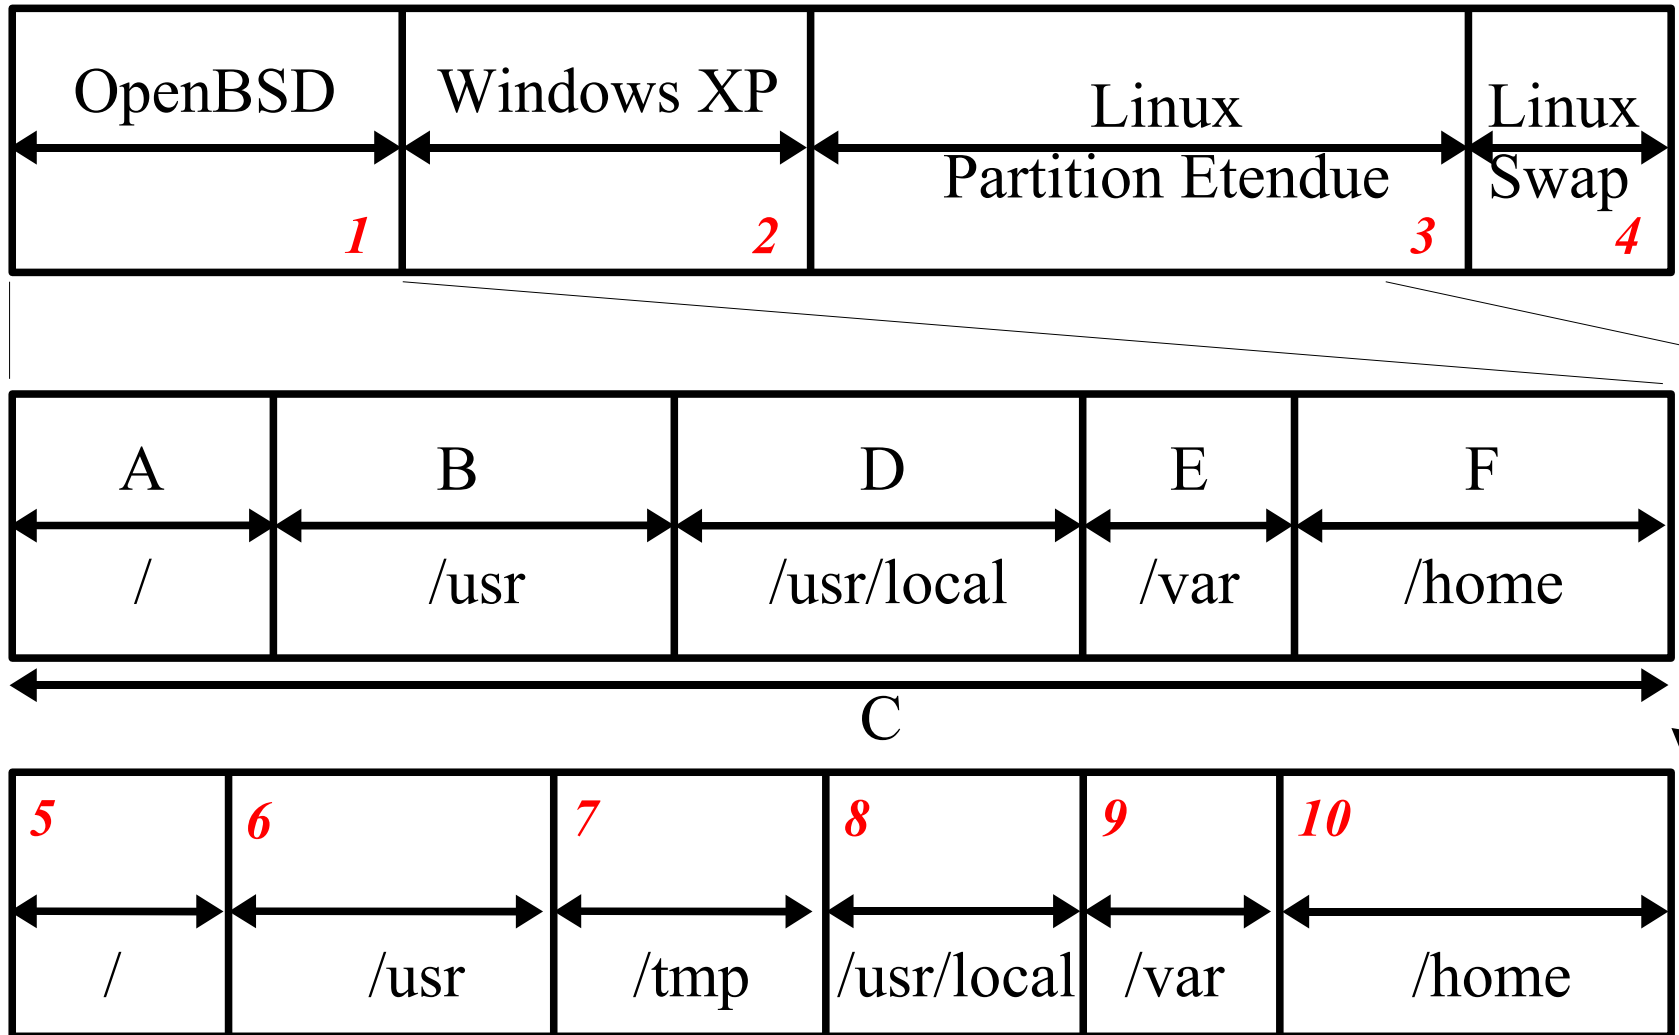 OpenBSD
1
Windows XP
2
Linux
Partition Etendue
3
Linux
Swap
4
A
/
B
/usr
D
/usr/local
E
/var
F
/home
C
5
/
6
/usr
7
/tmp
8
/usr/local
9
/var
10
/home